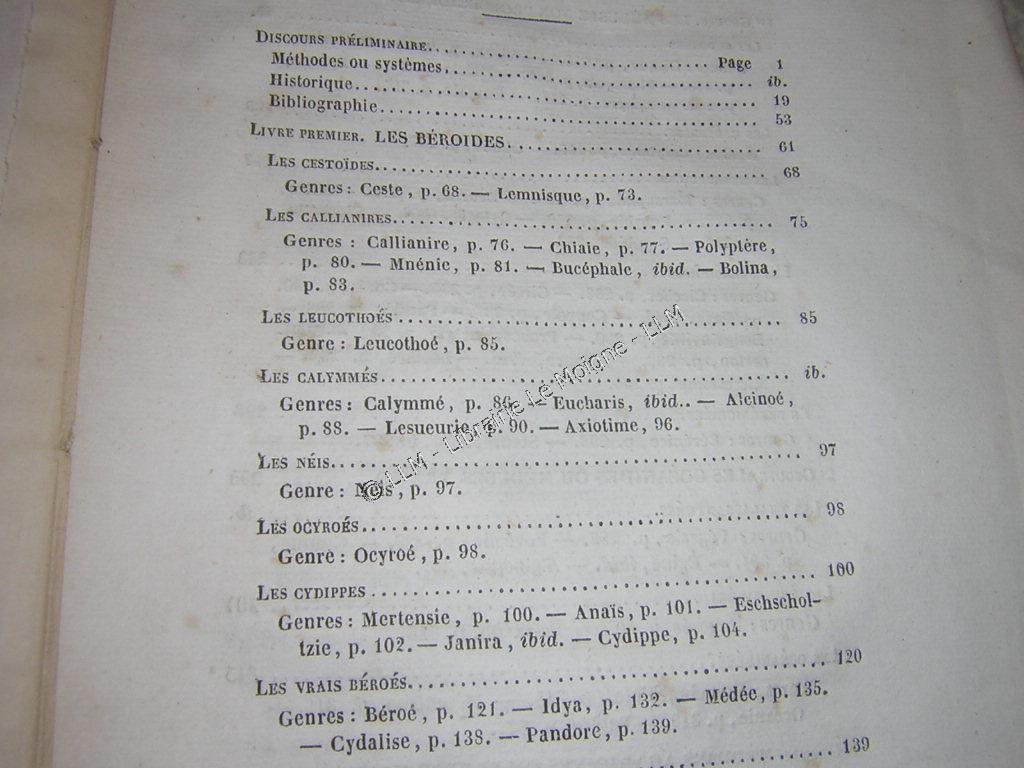 DISCOURS PRÉLIMINAIRE........ Page 1
Méthodes ou systèmes........ ib.
Historique........ 19
Bibliographie........ 53
LIVRE PREMIER. LES BÉROIDES........ 61
LES CESTOÏDES........ 68
Genres: Ceste, p. 68. — Lemnisque, p. 73.
LES CALLIANIRES........ 75
Genres : Callianire, p. 76. — Chiaie, p. 77. — Polyptère,
p. 80. — Mnénie, p. 81. — Bucéphale, ibid. — Bolina,
p. 83.
LES LEUCOTHOÉS........ 85
Genre : Leucothoé, p. 85.
LES CALYMMÉS........ ib.
Genres: Calymmé, p. 86. — Eucharis, ibid.. — Alcinoé,
p. 88. — Lesueurie, p. 90. — Axiotime, 96.
LES NÉIS........ 97
Genre : Néis, p. 97.
LES OCYROÉS........ 98
Genre : Ocyroé, p. 98.
LES CYDIPPES........ 100
Genres: Mertensie, p. 100. — Anaïs, p. 101. — Eschschol-
tzie, p. 102. — Janira, ibid. — Cydippe, p. 104.
LES VRAIS BÉROÉS........ 120
Genres: Béroé, p. 121. — Idya, p. 132. — Médée, p. 135.
— Cydalise, p. 138. — Pandore, p. 139.
........ 139
© LLM - Librairie Le Moigne - LLM